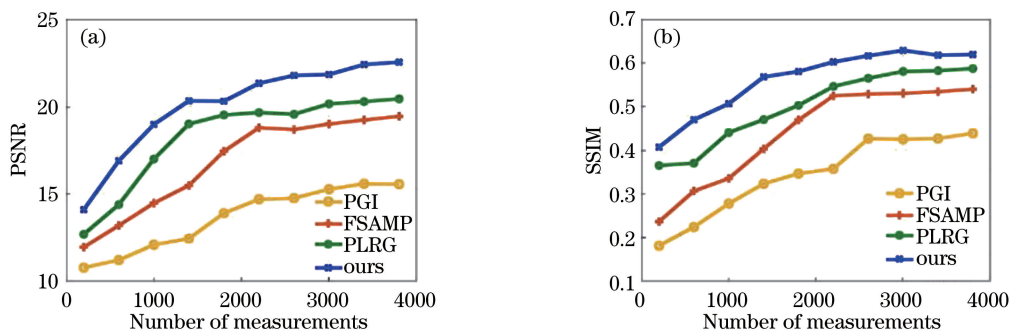 (a)
PSNR
25
20
15
10
0
1000
2000
3000
4000
Number of measurements
PGI
FSAMP
PLRG
ours
(b)
SSIM
0.7
0.6
0.5
0.4
0.3
0.2
0.1
0
1000
2000
3000
4000
Number of measurements
PGI
FSAMP
PLRG
ours